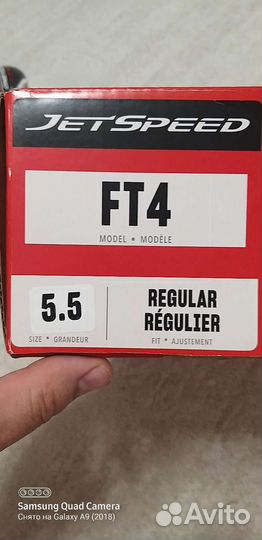 JETSPEED
FT4
MODEL • MODÈLE
5.5
SIZE • GRANDEUR
REGULAR
RÉGULIER
FIT • AJUSTEMENT
Samsung Quad Camera
Снято на Galaxy A9 (2018)
Avito